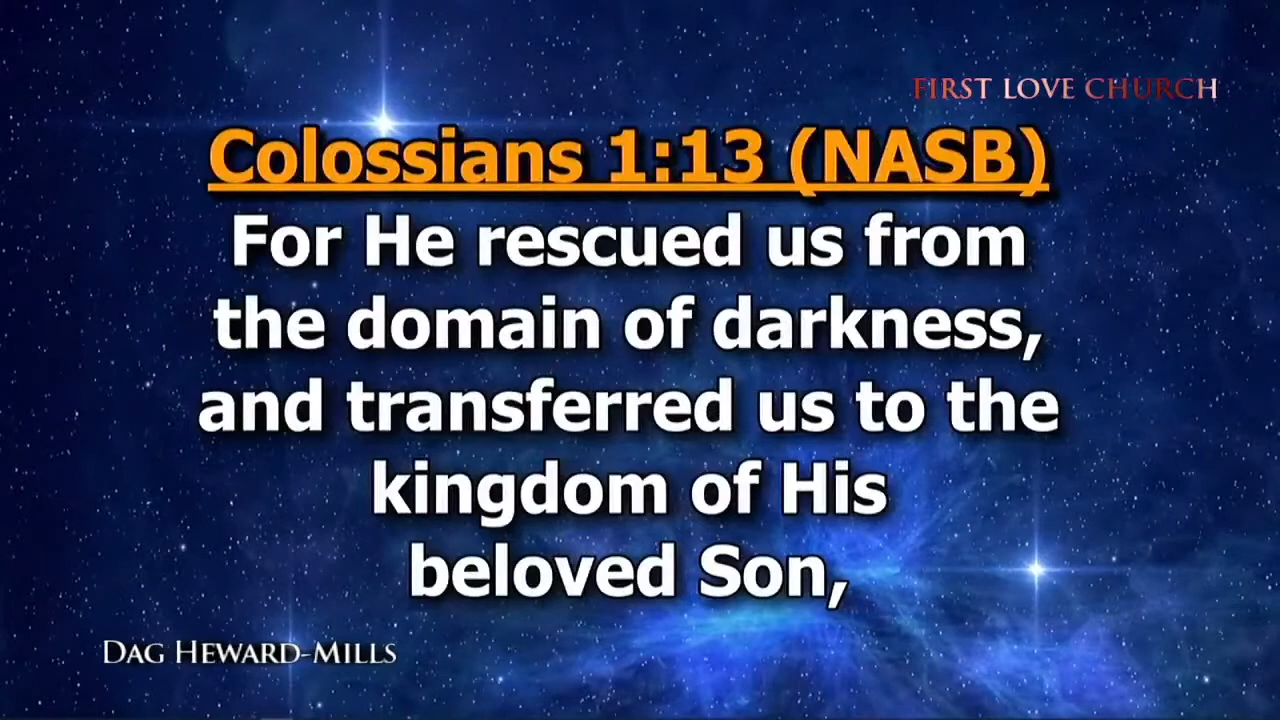 FIRST LOVE CHURCH
Colossians 1:13 (NASB)
For He rescued us from
the domain of darkness,
and transferred us to the
kingdom of His
beloved Son,
DAG HEWARD-MILLS